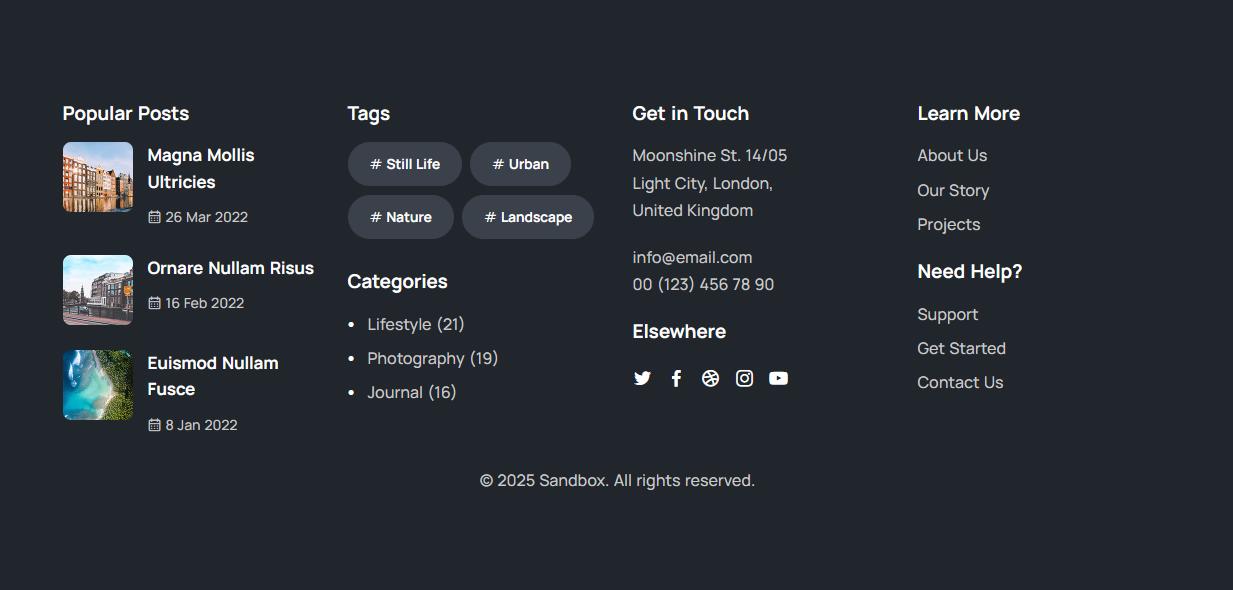 Popular Posts
Magna Mollis
Ultricies
26 Mar 2022
Ornare Nullam Risus
16 Feb 2022
Euismod Nullam
Fusce
8 Jan 2022
Tags
# Still Life
# Urban
# Nature
# Landscape
Categories
• Lifestyle (21)
• Photography (19)
• Journal (16)
Get in Touch
Moonshine St. 14/05
Light City, London,
United Kingdom
info@email.com
00 (123) 456 78 90
Elsewhere
Learn More
About Us
Our Story
Projects
Need Help?
Support
Get Started
Contact Us
© 2025 Sandbox. All rights reserved.